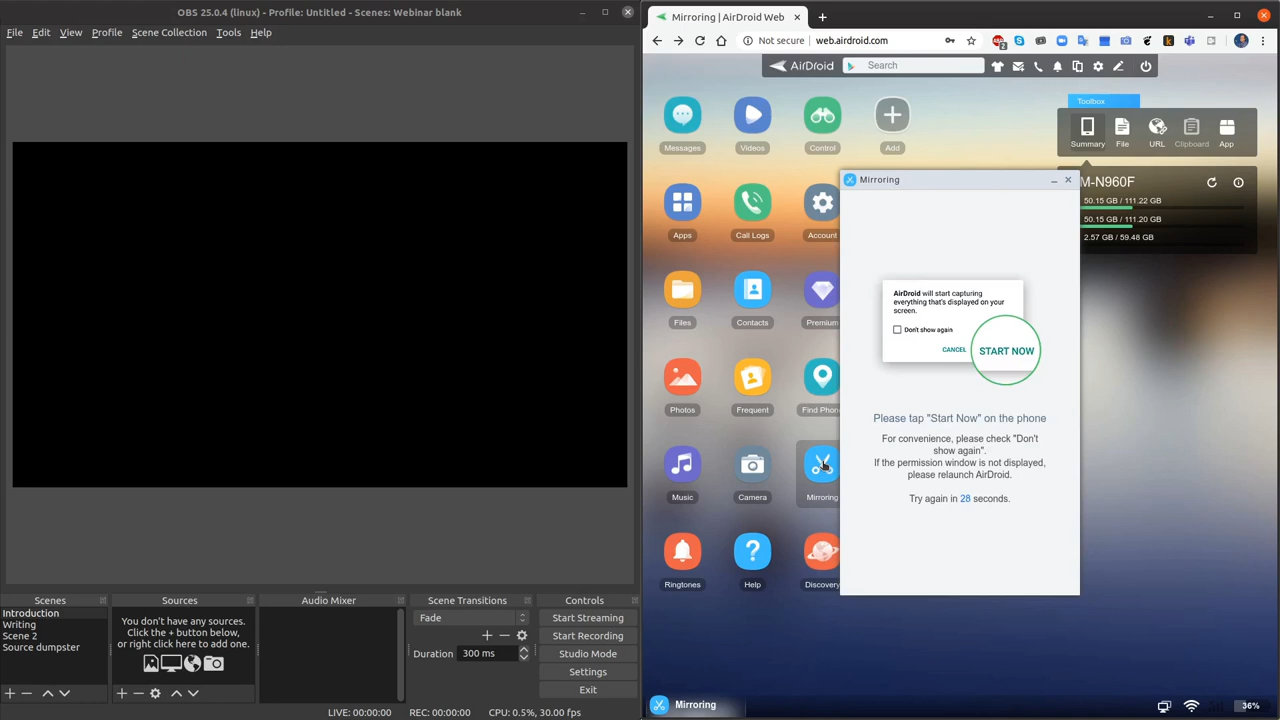 OBS 25.0.4 (linux) - Profile: Untitled - Scenes: Webinar blank
File Edit View Profile Scene Collection Tools Help
Scenes
Introduction
Writing
Scene 2
Source dumpster
Sources
You don't have any sources.
Click the + button below,
or right click here to add one.
Audio Mixer
Scene Transitions
Fade
Duration 300 ms
Controls
Start Streaming
Start Recording
Studio Mode
Settings
Exit
LIVE: 00:00:00 REC: 00:00:00 CPU: 0.5%, 30.00 fps
Mirroring | AirDroid Web
Not secure web.airdroid.com
2
AirDroid
Search
Messages
Videos
Control
Add
Apps
Call Logs
Account
Files
Contacts
Premium
Photos
Frequent
Find Phone
Music
Camera
Mirroring
Ringtones
Help
Discovery
Toolbox
Summary
File
URL
Clipboard
App
M-N960F
50.15 GB / 111.22 GB
50.15 GB / 111.20 GB
2.57 GB / 59.48 GB
Mirroring
AirDroid will start capturing
everything that's displayed on your
screen.
Don't show again
CANCEL
START NOW
Please tap "Start Now" on the phone
For convenience, please check "Don't
show again".
If the permission window is not displayed,
please relaunch AirDroid.
Try again in 28 seconds.
Mirroring
36%